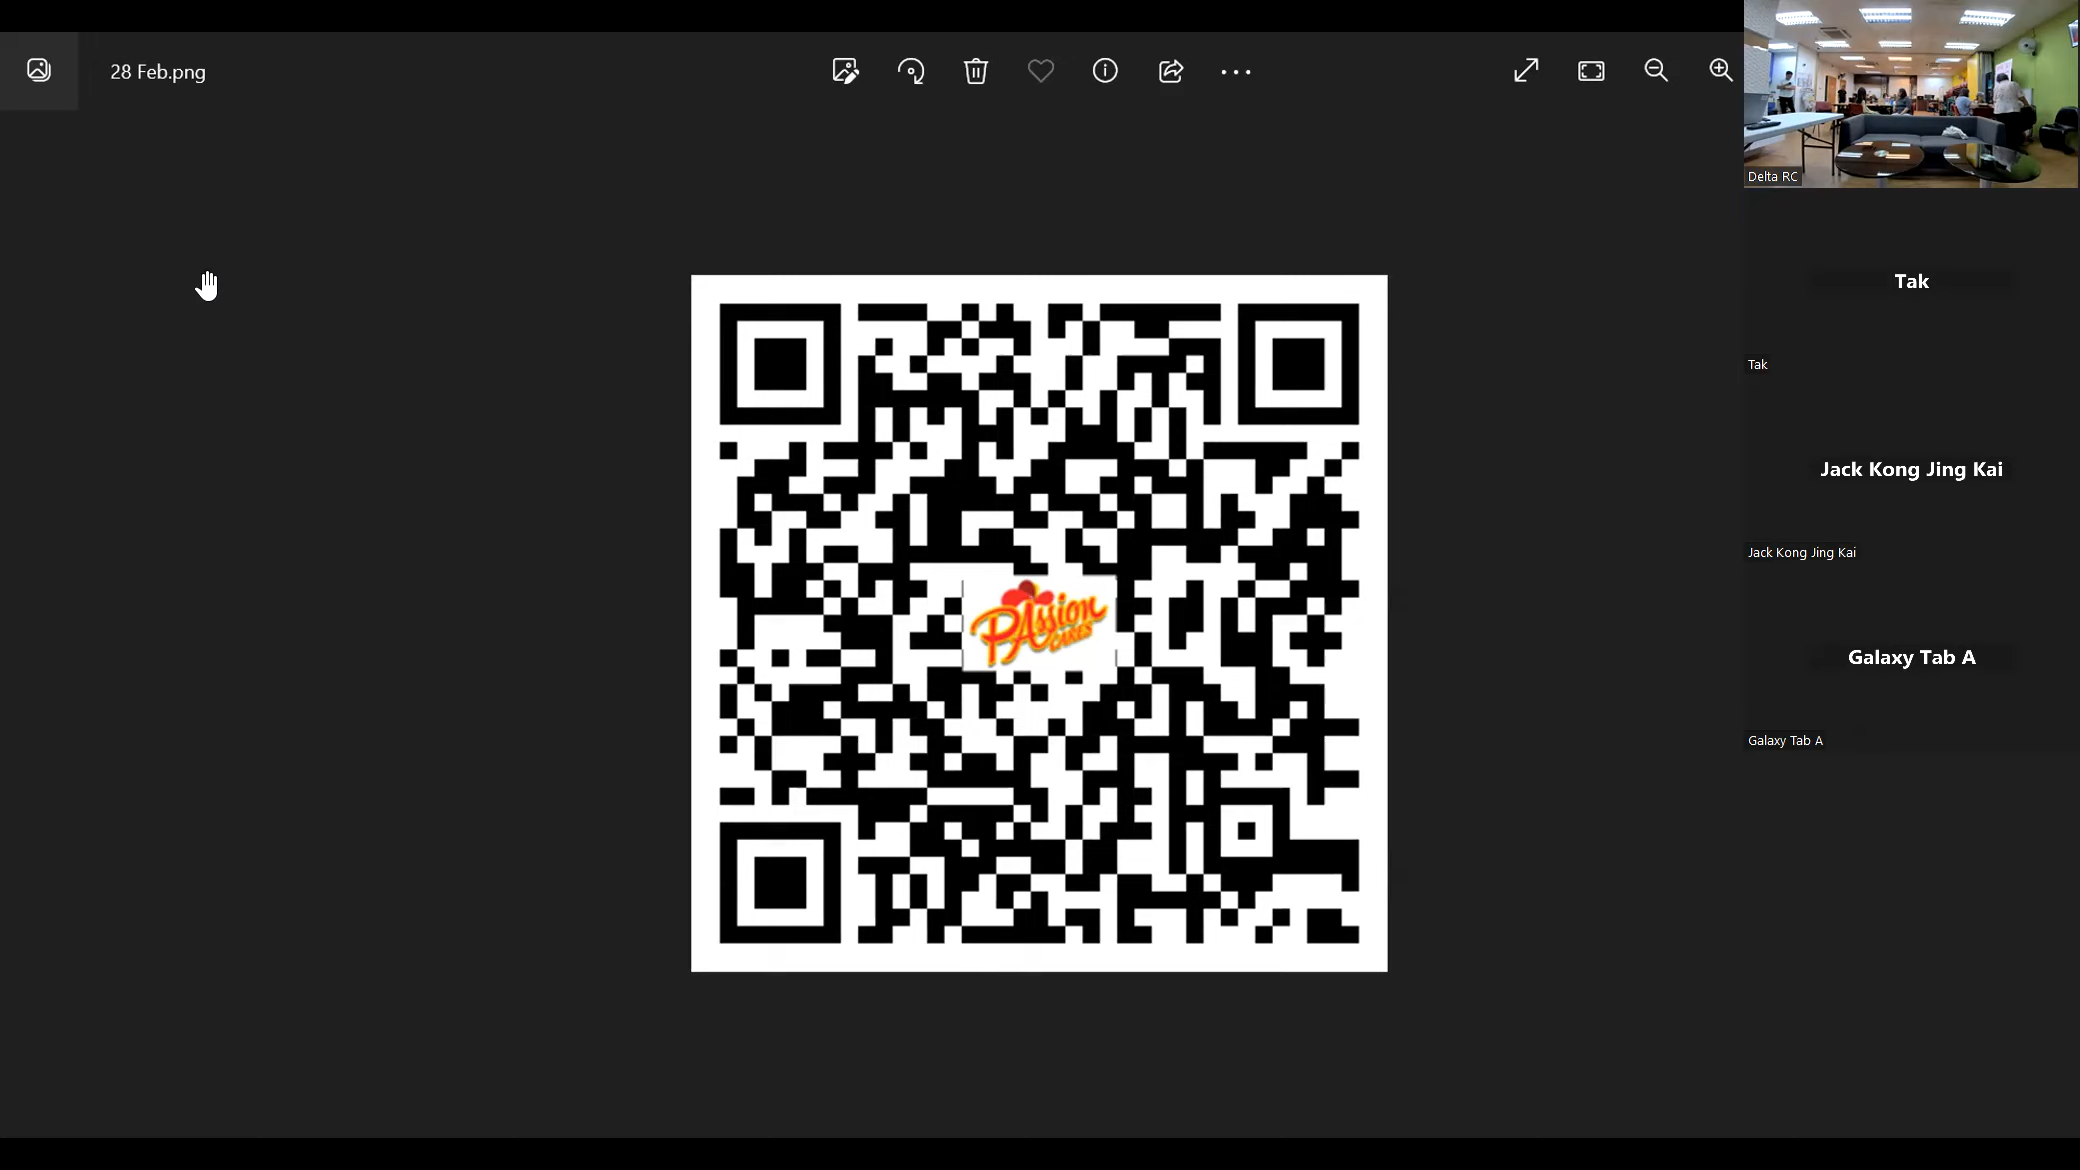 28 Feb.png
Delta RC
Tak
Tak
Jack Kong Jing Kai
Jack Kong Jing Kai
Galaxy Tab A
Galaxy Tab A
PAssion
CAKES